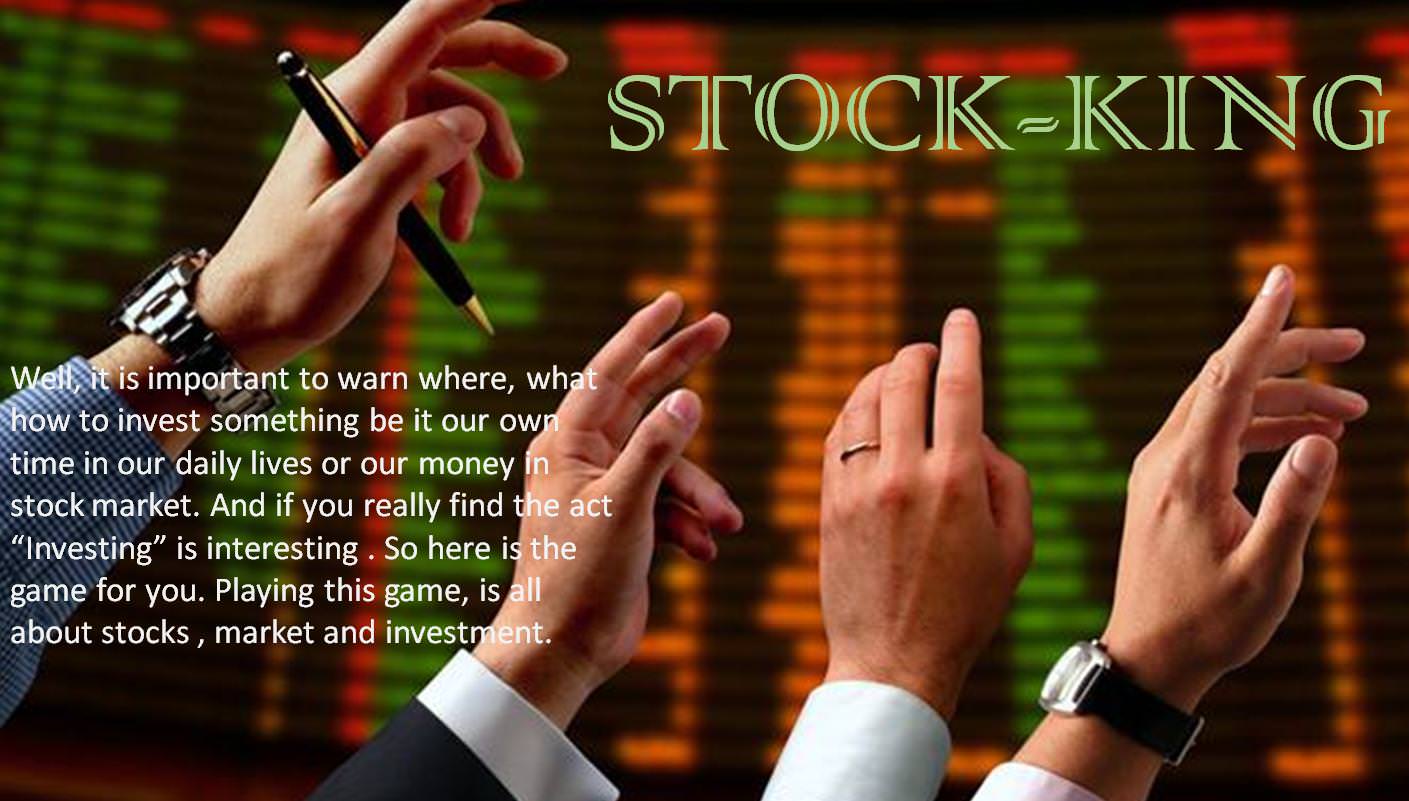 STOCK-KING
Well, it is important to warn where, what
how to invest something be it our own
time in our daily lives or our money in
stock market. And if you really find the act
“Investing” is interesting . So here is the
game for you. Playing this game, is all
about stocks , market and investment.